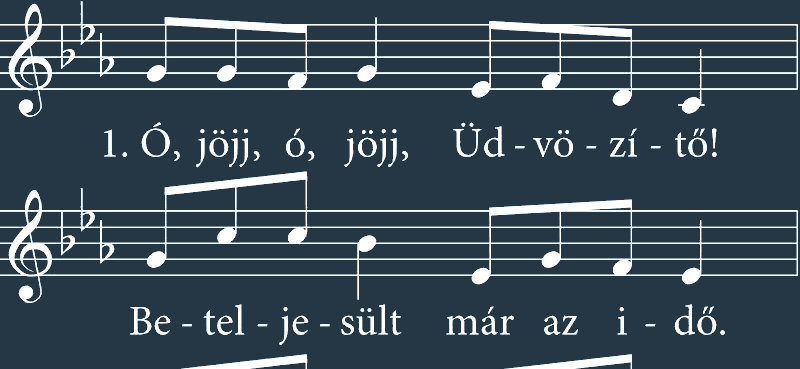 1. Ó, jöjj, ó, jöjj, Üd - vö - zí - tő!
Be - tel - je - sült már az i - dő.